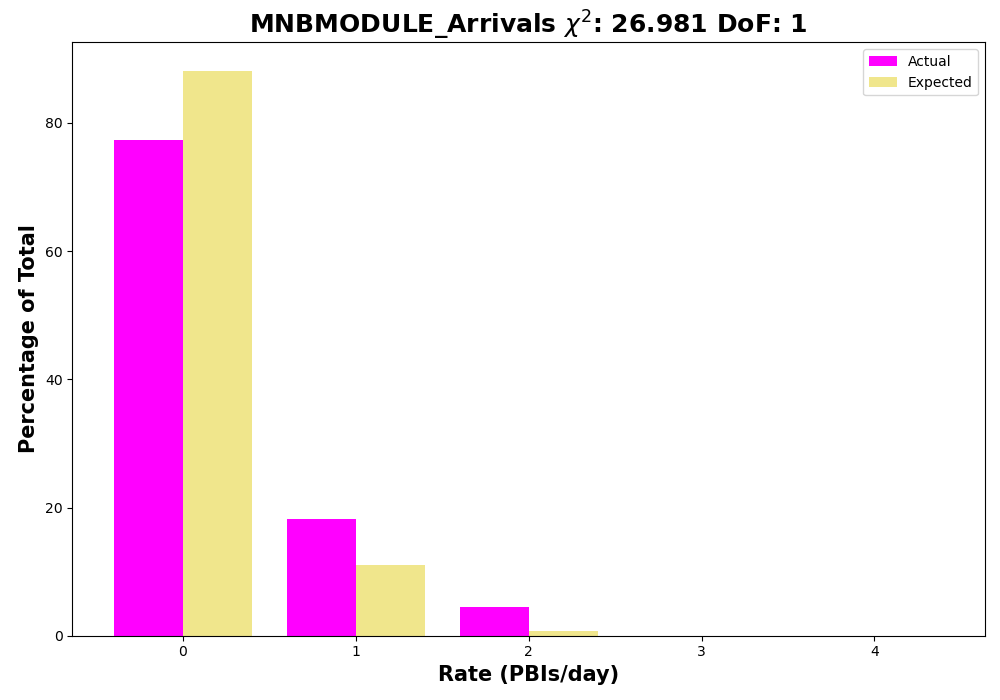 MNBMODULE_Arrivals χ²: 26.981 DoF: 1
Actual
Expected
Percentage of Total
80
60
40
20
0
0 1 2 3 4
Rate (PBIs/day)